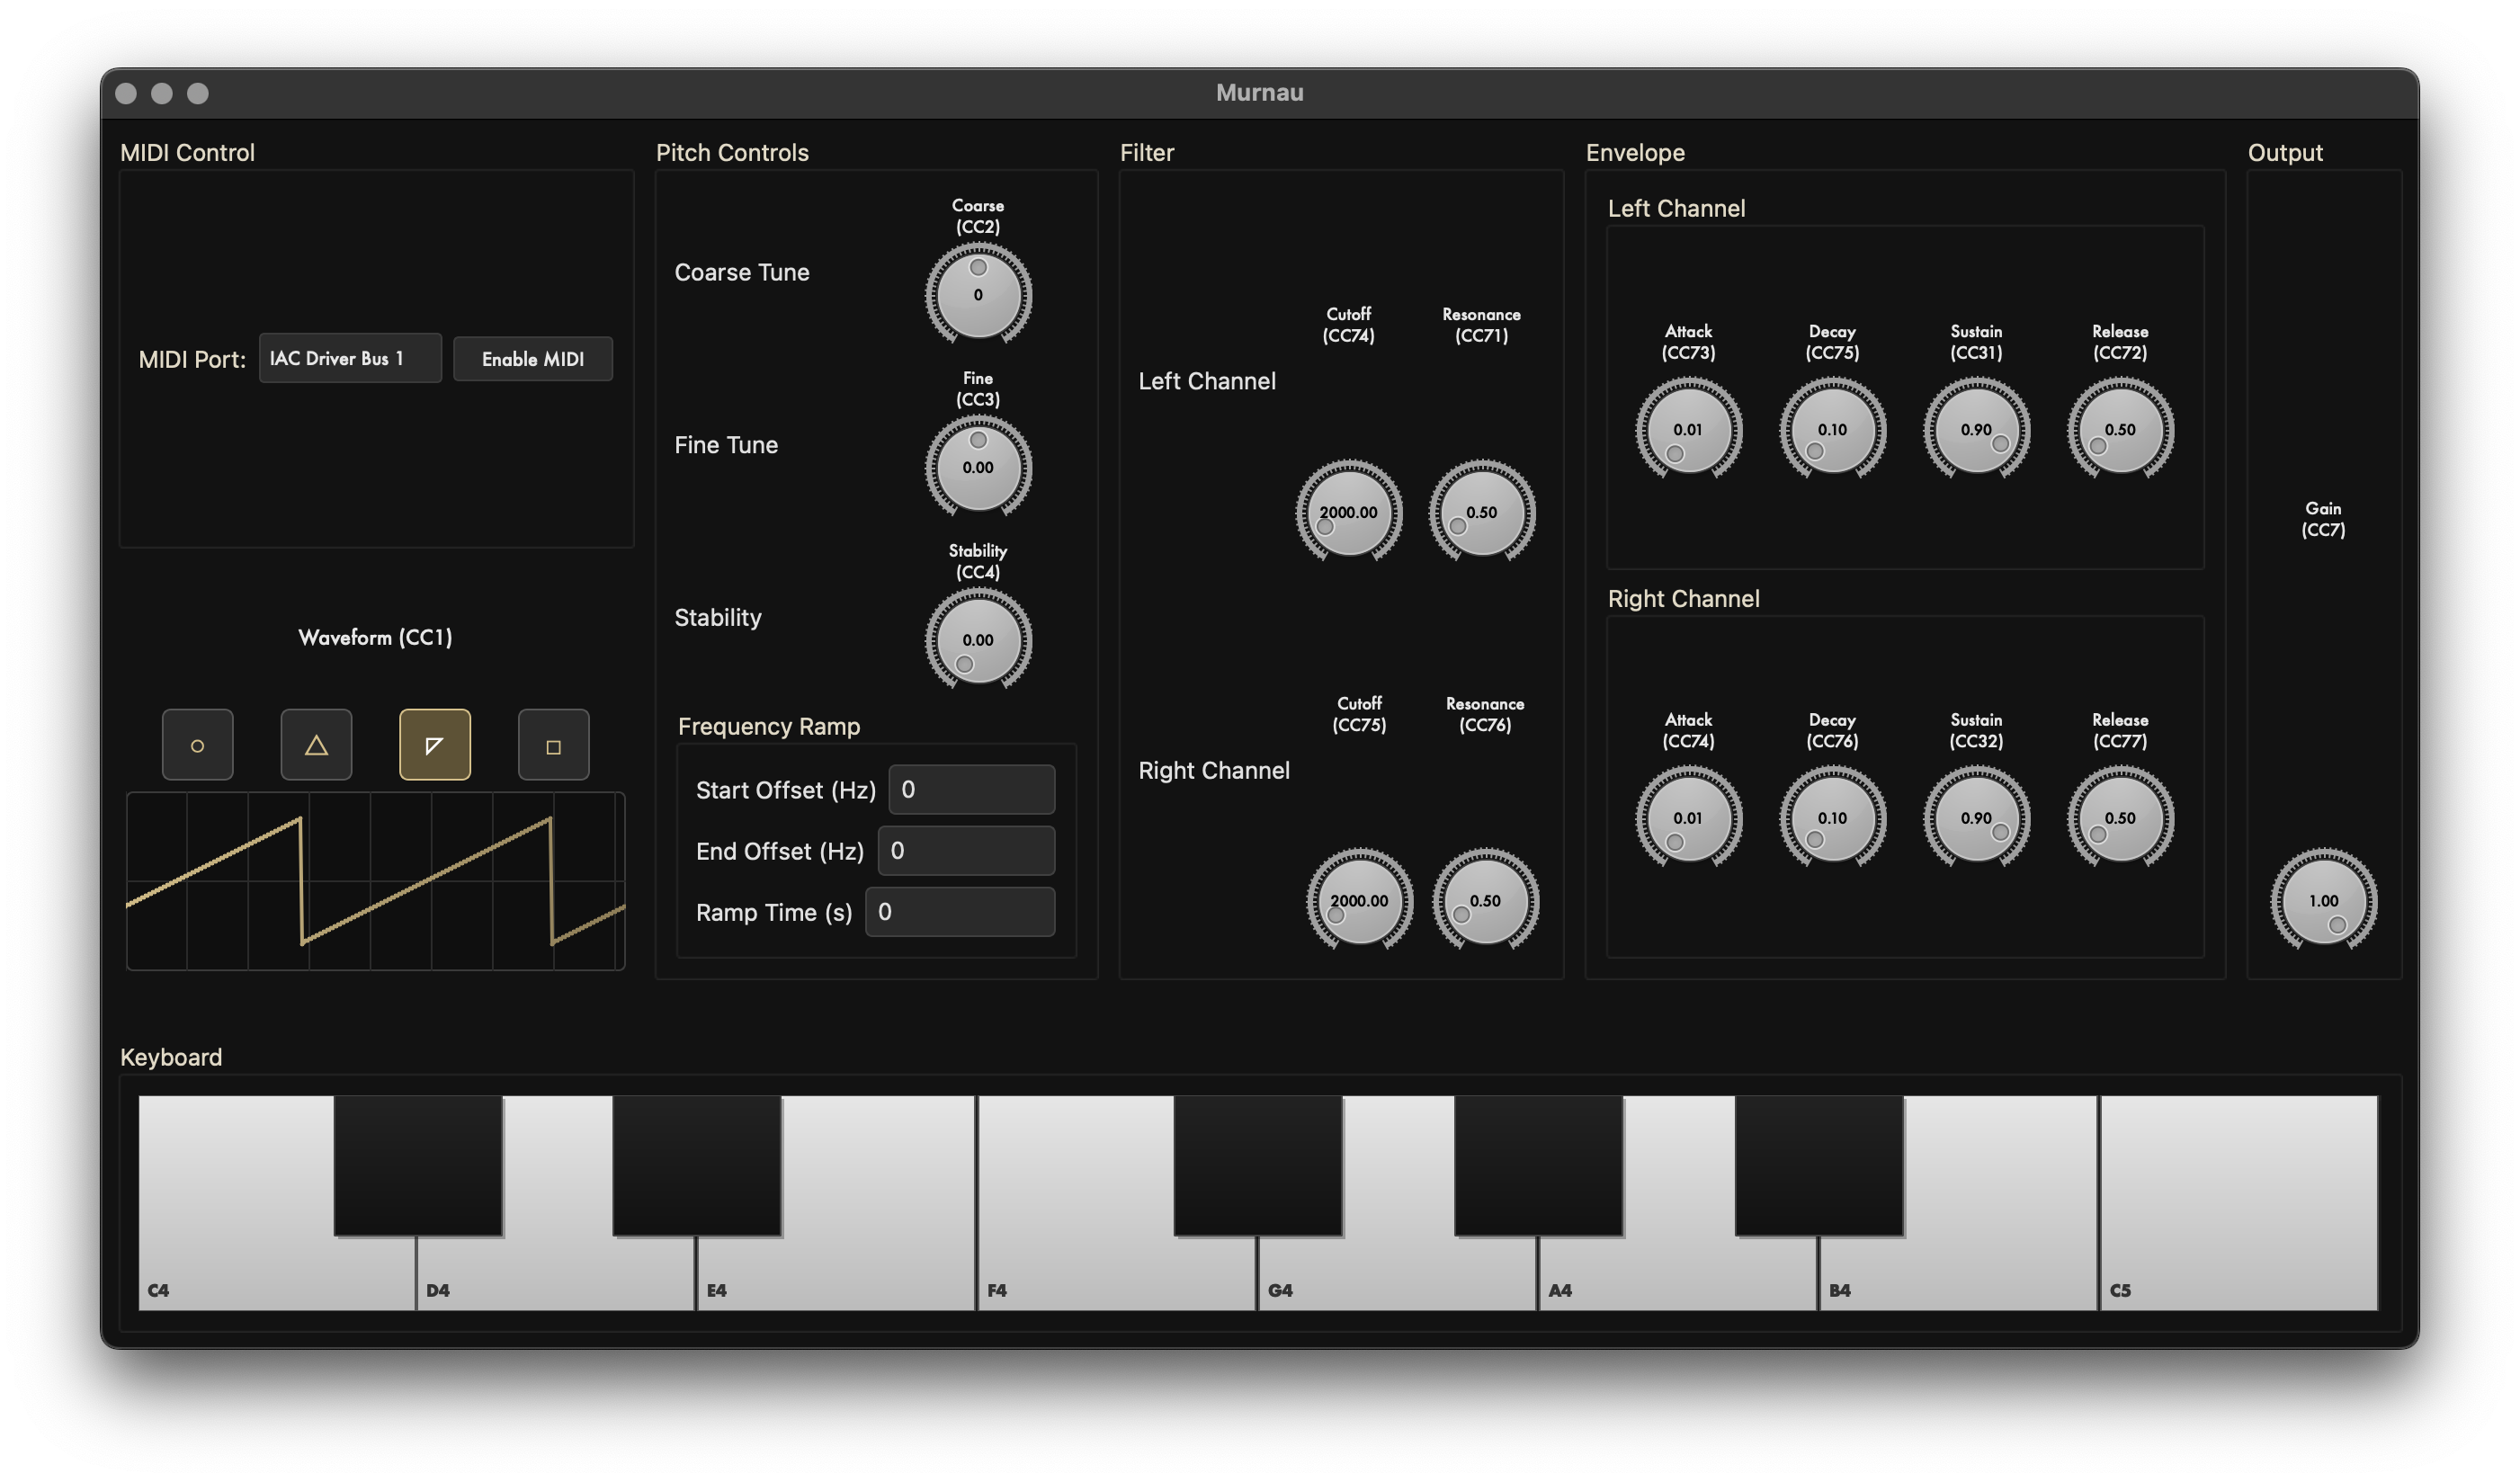 Murnau
MIDI Control
MIDI Port:
IAC Driver Bus 1
Enable MIDI
Waveform (CC1)
Pitch Controls
Coarse Tune
Coarse
(CC2)
0
Fine Tune
Fine
(CC3)
0.00
Stability
Stability
(CC4)
0.00
Frequency Ramp
Start Offset (Hz)
0
End Offset (Hz)
0
Ramp Time (s)
0
Filter
Left Channel
Cutoff
(CC74)
2000.00
Resonance
(CC71)
0.50
Right Channel
Cutoff
(CC75)
2000.00
Resonance
(CC76)
0.50
Envelope
Left Channel
Attack
(CC73)
0.01
Decay
(CC75)
0.10
Sustain
(CC31)
0.90
Release
(CC72)
0.50
Right Channel
Attack
(CC74)
0.01
Decay
(CC76)
0.10
Sustain
(CC32)
0.90
Release
(CC77)
0.50
Output
Gain
(CC7)
1.00
Keyboard
C4
D4
E4
F4
G4
A4
B4
C5